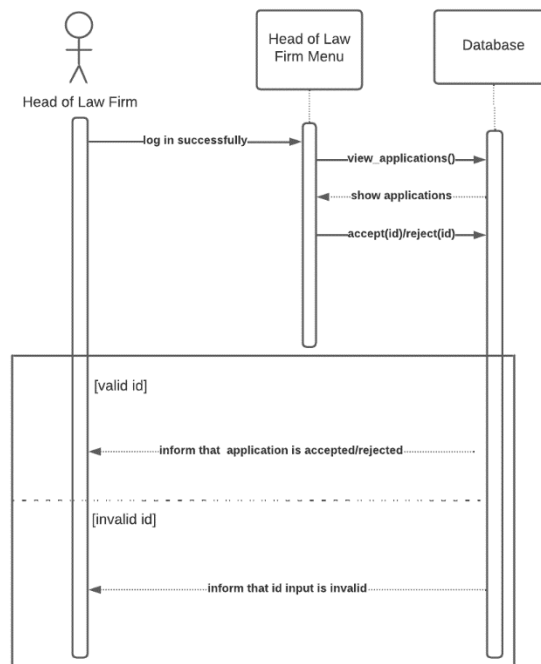 Head of Law Firm
Head of Law
Firm Menu
Database
log in successfully
view_applications()
show applications
accept(id)/reject(id)
[valid id]
inform that application is accepted/rejected
[invalid id]
inform that id input is invalid